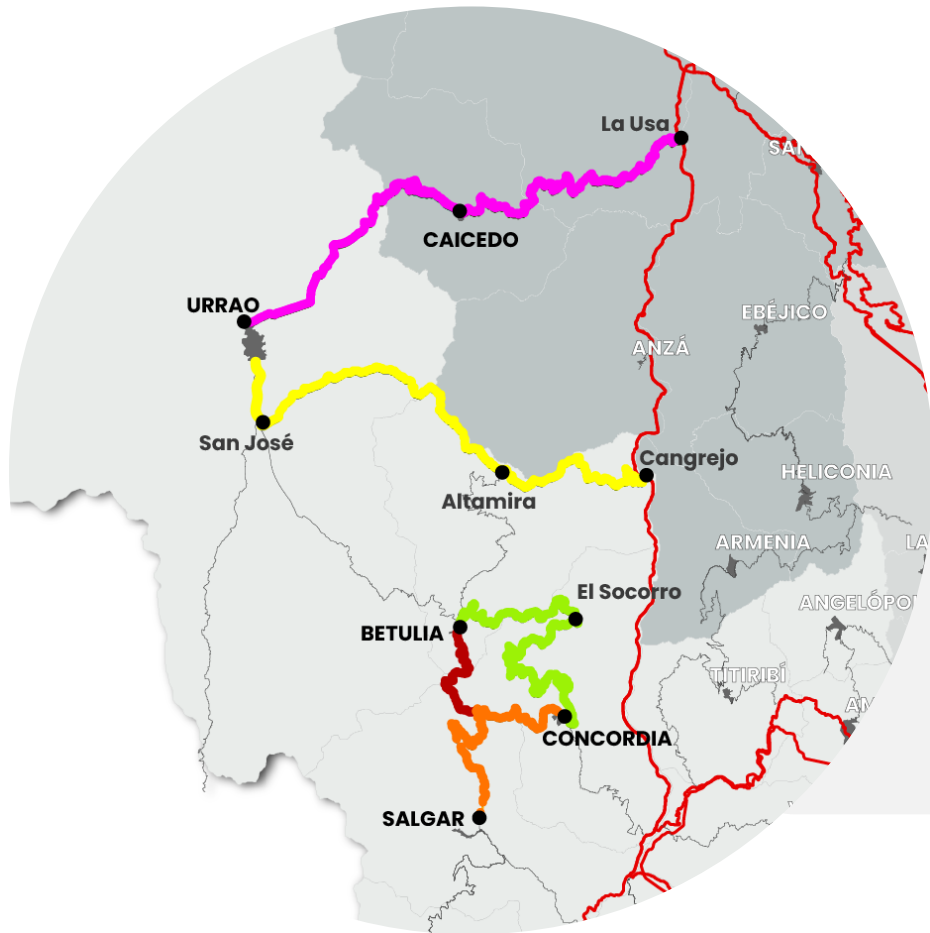 La Usa
CAICEDO
URRAO
EBÉJICO
ANZÁ
San José
Cangrejo
HELICONIA
Altamira
ARMENIA
El Socorro
BETULIA
TITIRIBÍ
CONCORDIA
SALGAR